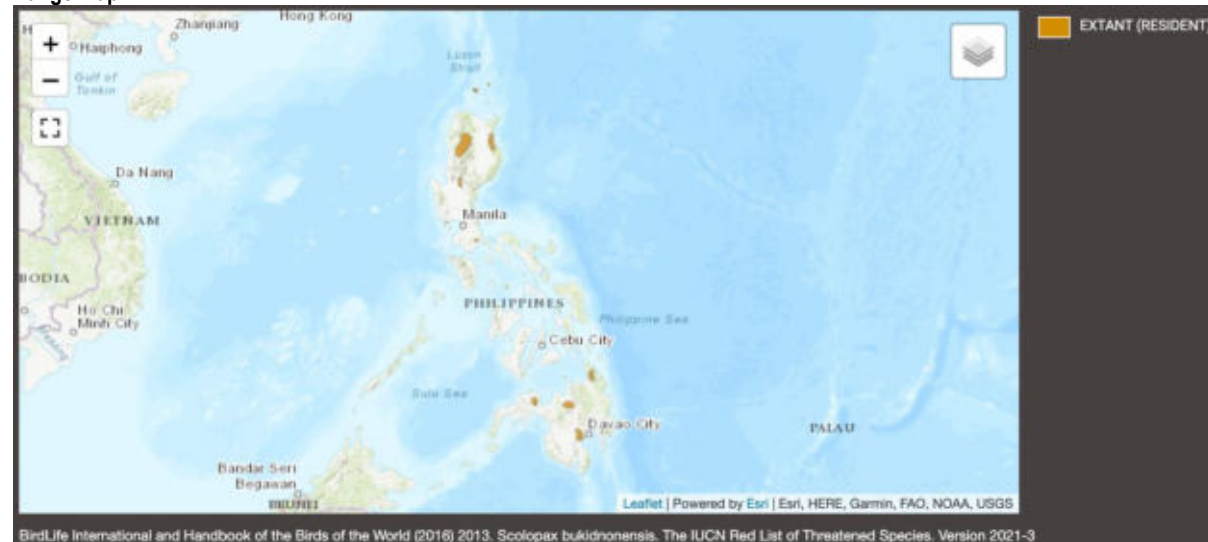 Hong Kong
Zhanjiang
EXTANT (RESIDENT)
+
Haiphong
Luzon
Strait
Gulf of
Tonkin
−
Da Nang
Manila
VIETNAM
BODIA
PHILIPPINES
Ho Chi
Minh City
Philippine Sea
Cebu City
Sulu Sea
Davao City
PALAU
Bandar Seri
Begawan
BRUNEI
Leaflet | Powered by Esri | Esri, HERE, Garmin, FAO, NOAA, USGS
BirdLife International and Handbook of the Birds of the World (2016) 2013. Scolopax bukidnonensis. The IUCN Red List of Threatened Species. Version 2021-3